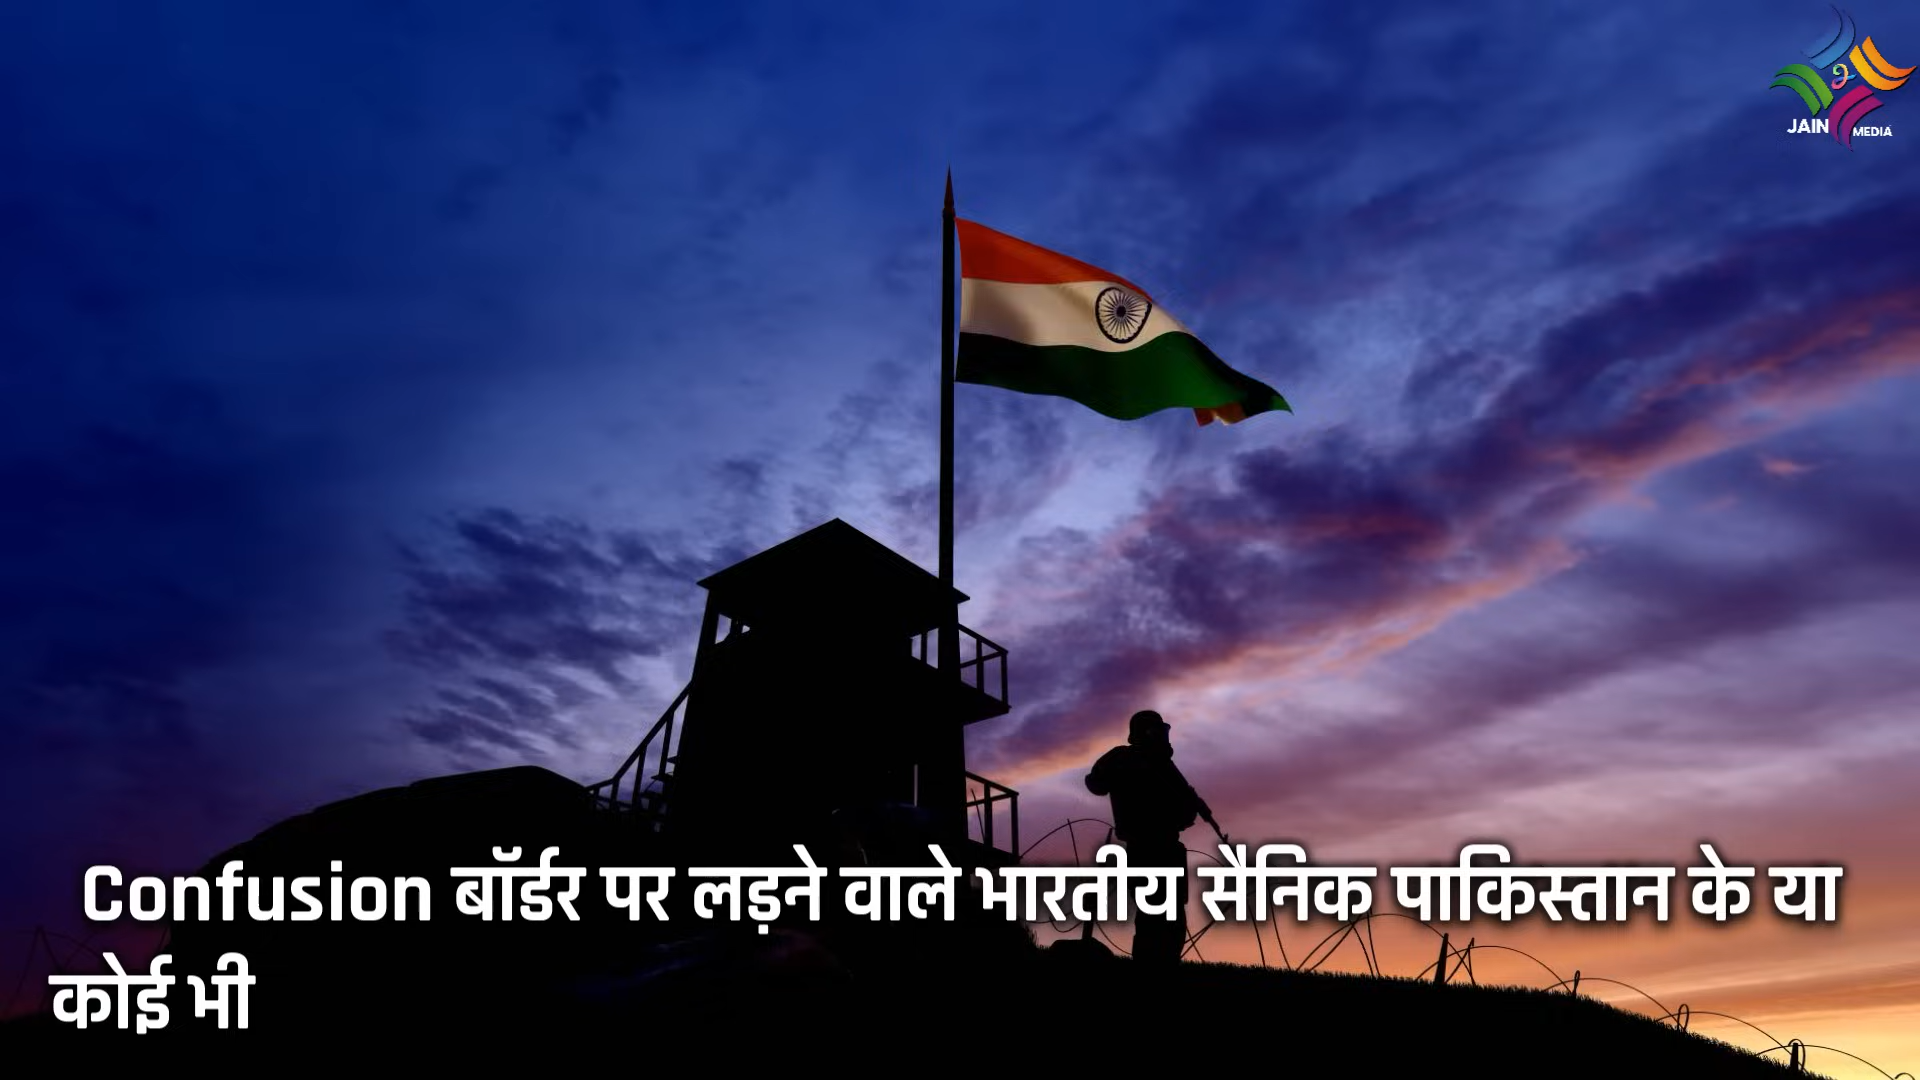 JAIN MEDIA
Confusion बॉर्डर पर लड़ने वाले भारतीय सैनिक पाकिस्तान के या
कोई भी